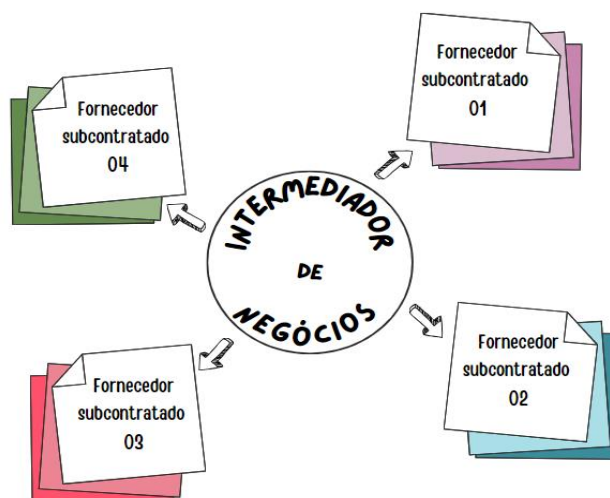 Fornecedor
subcontratado
01
Fornecedor
subcontratado
04
INTERMEDIADOR
DE
NEGÓCIOS
Fornecedor
subcontratado
02
Fornecedor
subcontratado
03